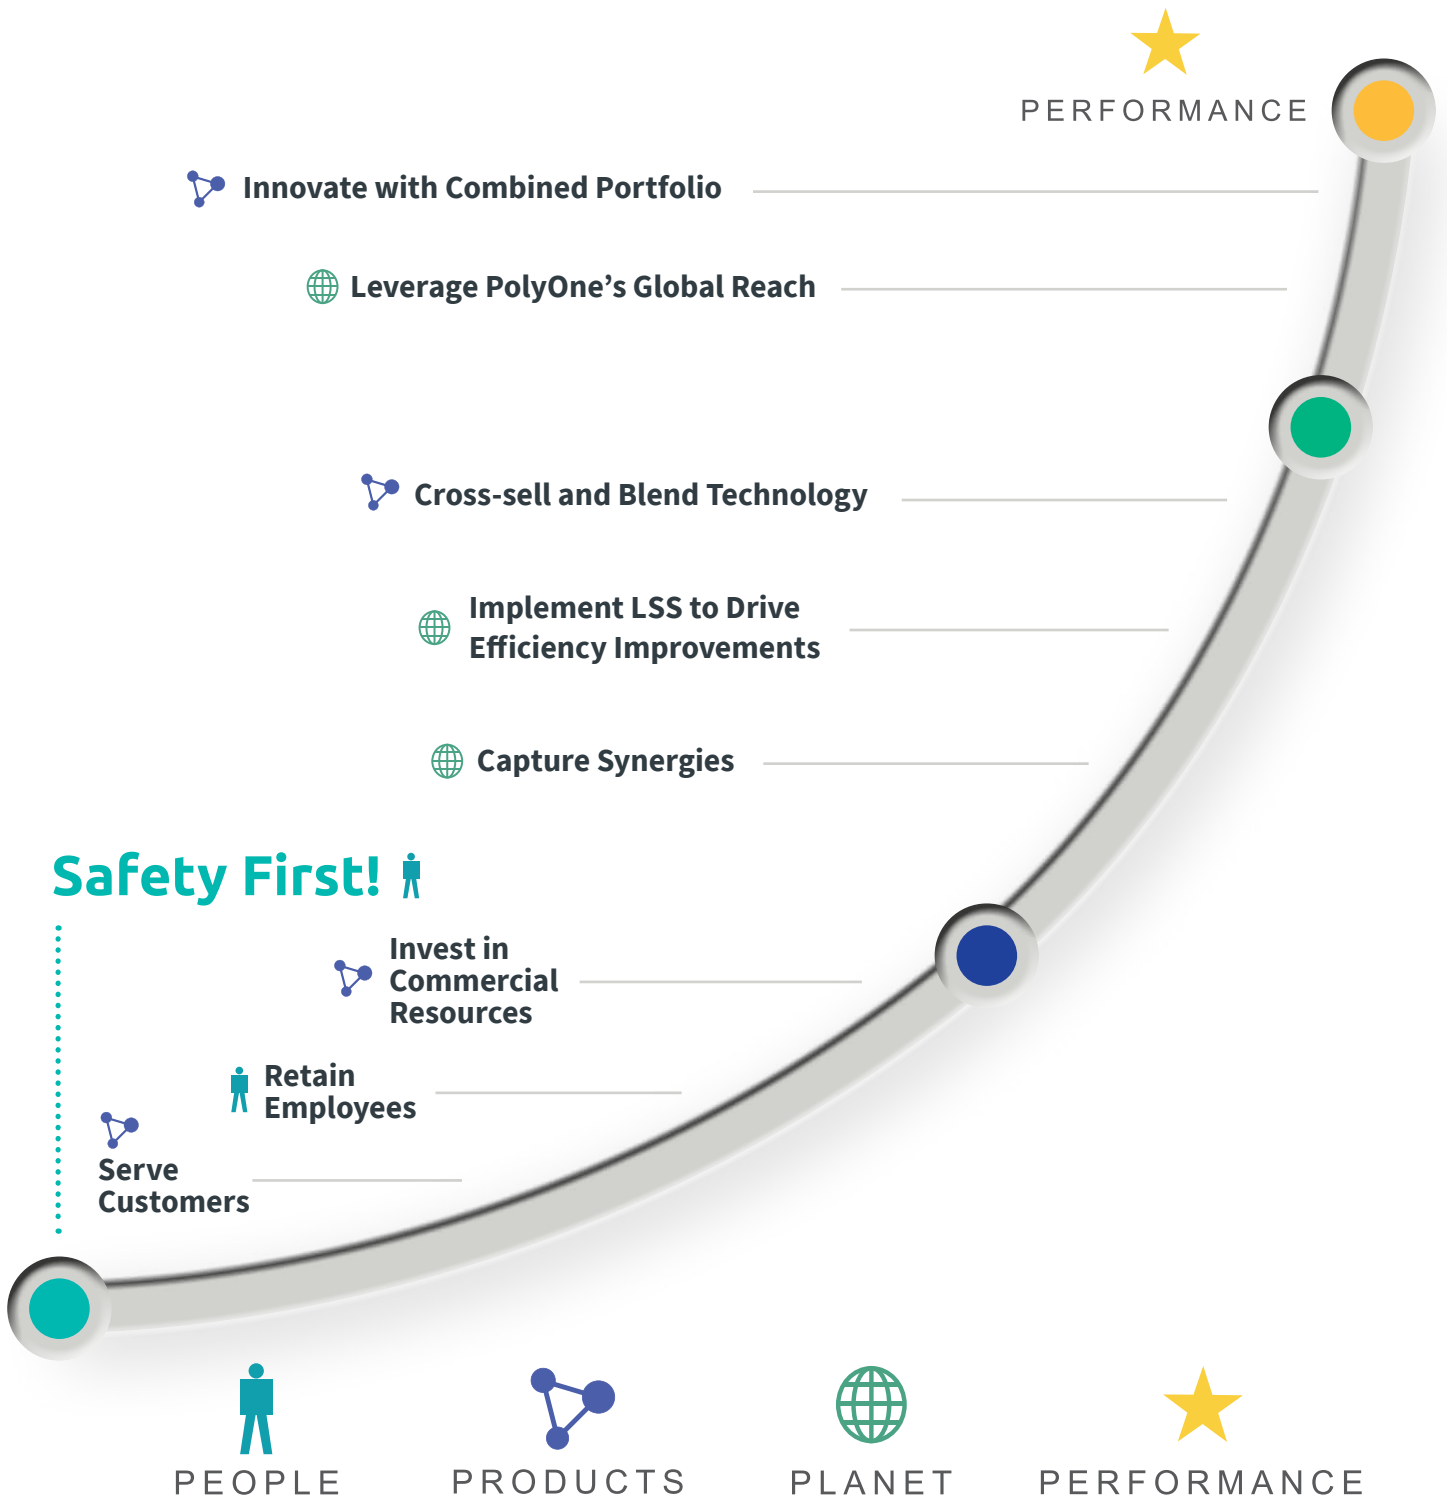 PERFORMANCE
Innovate with Combined Portfolio
Leverage PolyOne’s Global Reach
Cross-sell and Blend Technology
Implement LSS to Drive
Efficiency Improvements
Capture Synergies
Safety First!
Invest in
Commercial
Resources
Retain
Employees
Serve
Customers
PEOPLE
PRODUCTS
PLANET
PERFORMANCE